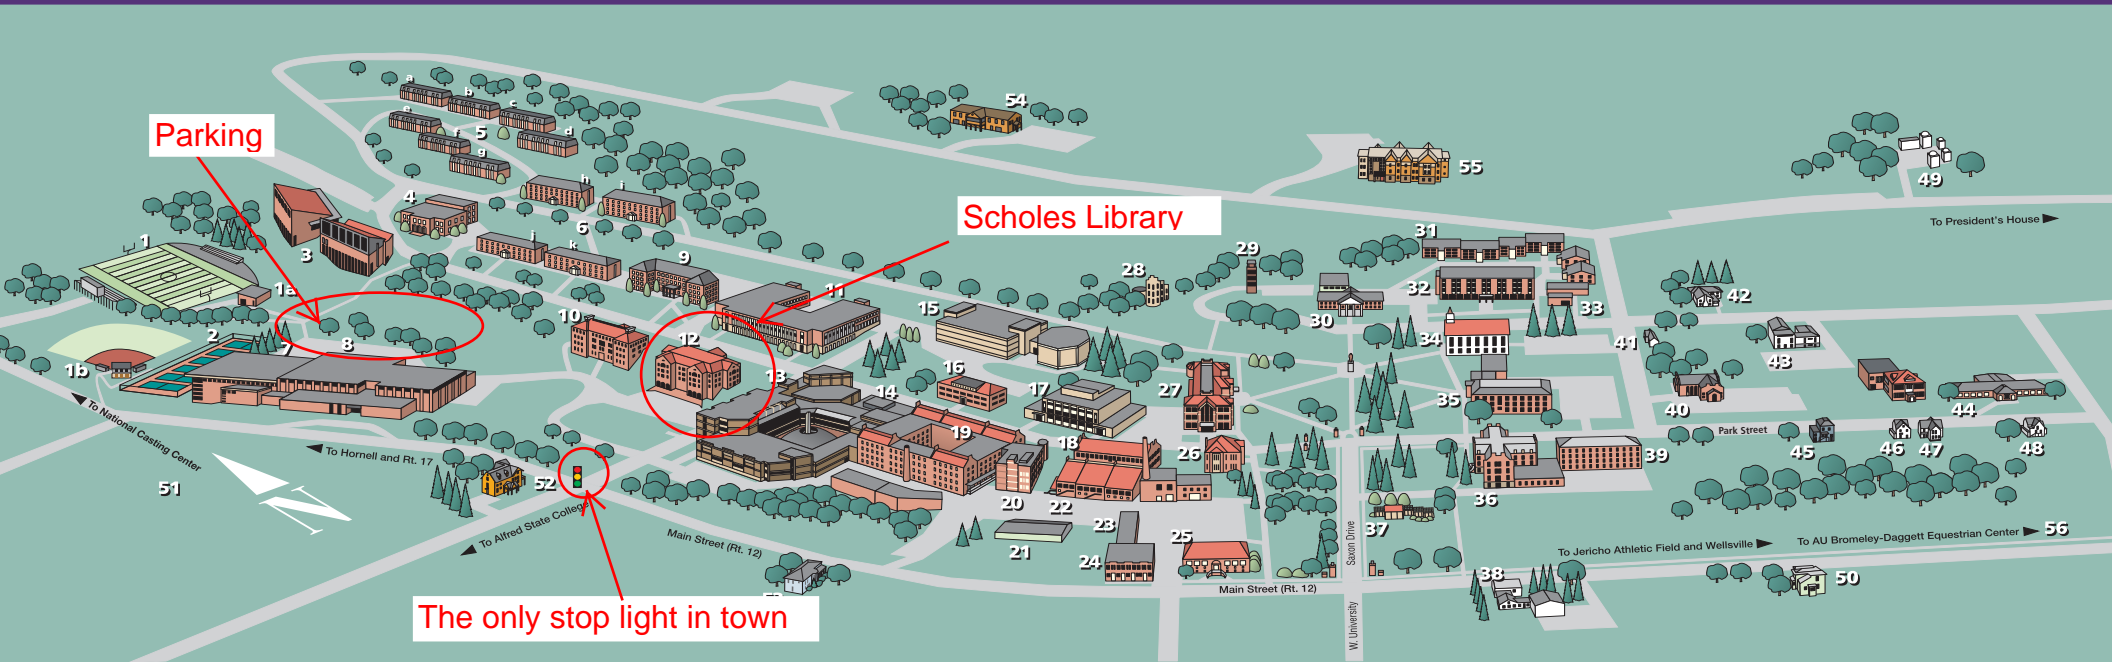 a
b
c
e
f
5
d
g
54
Parking
55
h
i
49
4
Scholes Library
To President's House
6
1
j
k
31
3
9
29
28
1a
11
32
42
15
33
10
30
2
7
8
12
34
41
43
1b
13
16
14
17
27
35
40
44
To National Casting Center
19
Park Street
45
46
47
48
To Hornell and Rt. 17
18
26
39
51
52
20
22
36
To Alfred State College
Main Street (Rt. 12)
21
23
25
37
Saxon Drive
To Jericho Athletic Field and Wellsville
To AU Bromeley-Daggett Equestrian Center
56
24
38
50
Main Street (Rt. 12)
The only stop light in town
W. University